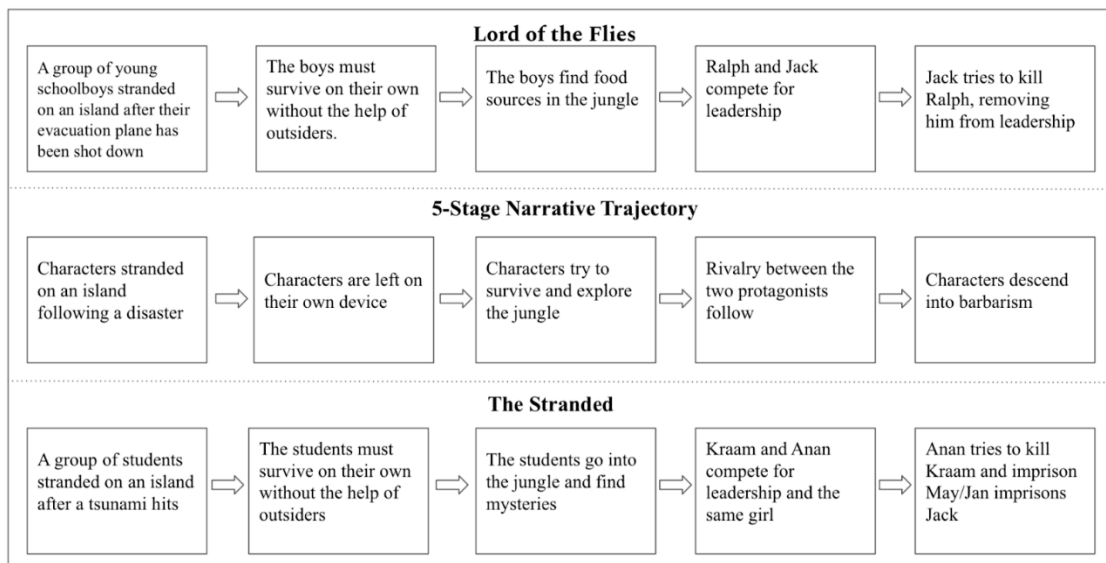 Lord of the Flies
A group of young
schoolboys stranded
on an island after their
evacuation plane has
been shot down
The boys must
survive on their own
without the help of
outsiders.
The boys find food
sources in the jungle
Ralph and Jack
compete for
leadership
Jack tries to kill
Ralph, removing
him from leadership
5-Stage Narrative Trajectory
Characters stranded
on an island
following a disaster
Characters are left on
their own device
Characters try to
survive and explore
the jungle
Rivalry between the
two protagonists
follow
Characters descend
into barbarism
The Stranded
A group of students
stranded on an island
after a tsunami hits
The students must
survive on their own
without the help of
outsiders
The students go into
the jungle and find
mysteries
Kraam and Anan
compete for
leadership and the
same girl
Anan tries to kill
Kraam and imprison
May/Jan imprisons
Jack